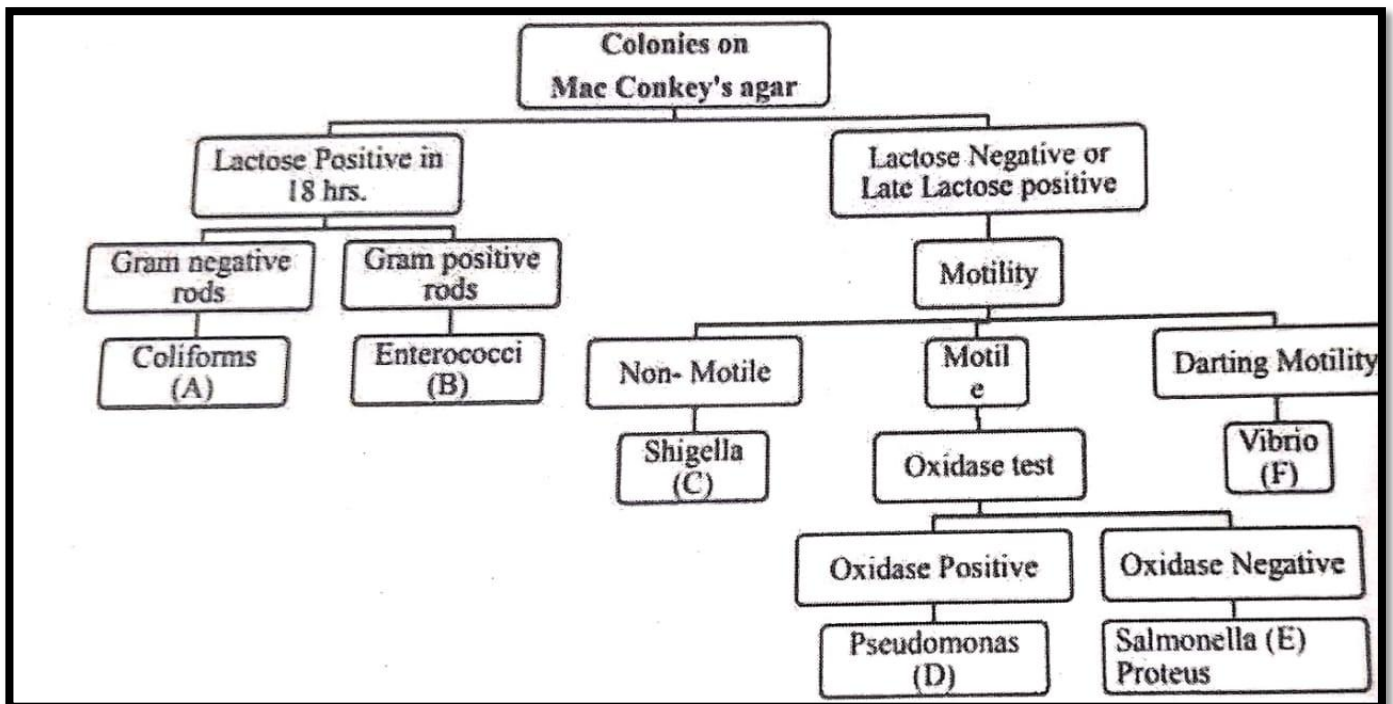 Colonies on
Mac Conkey's agar
Lactose Positive in
18 hrs.
Lactose Negative or
Late Lactose positive
Gram negative
rods
Gram positive
rods
Motility
Coliforms
(A)
Enterococci
(B)
Non- Motile
Motil
e
Darting Motility
Shigella
(C)
Oxidase test
Vibrio
(F)
Oxidase Positive
Oxidase Negative
Pseudomonas
(D)
Salmonella (E)
Proteus